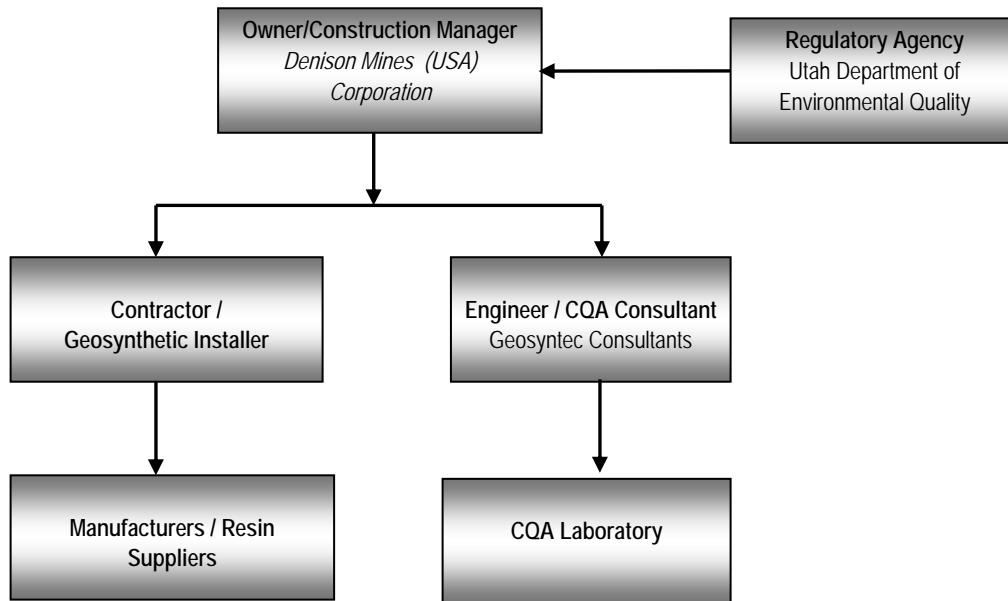 Owner/Construction Manager
Denison Mines (USA)
Corporation
Regulatory Agency
Utah Department of
Environmental Quality
Contractor /
Geosynthetic Installer
Engineer / CQA Consultant
Geosyntec Consultants
Manufacturers / Resin
Suppliers
CQA Laboratory